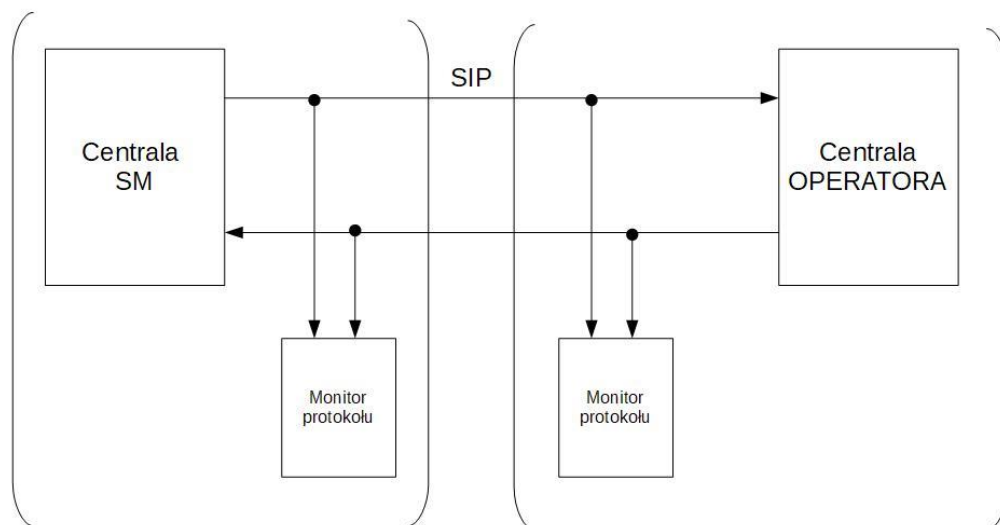 SIP
Centrala
SM
Centrala
OPERATORA
Monitor
protokołu
Monitor
protokołu